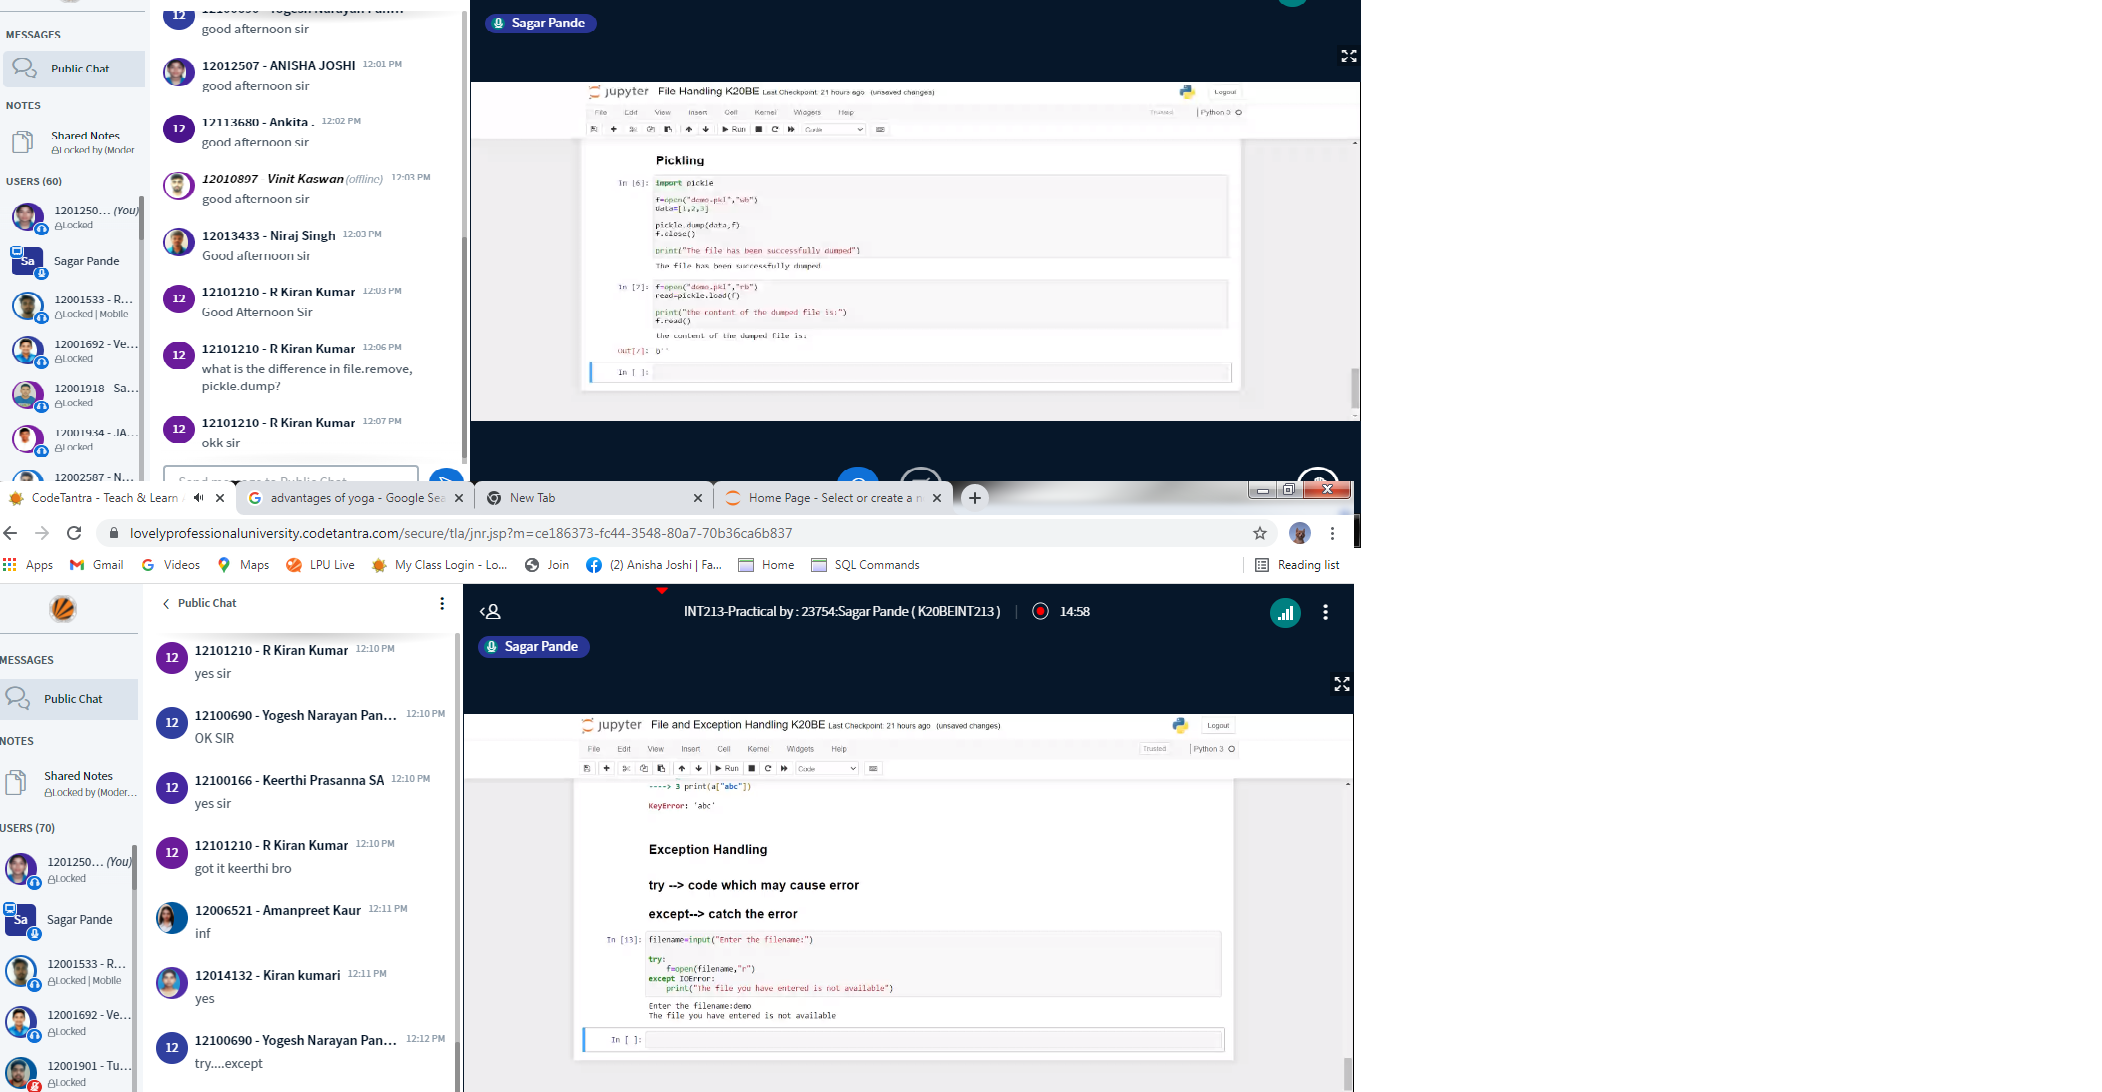 good afternoon sir
MESSAGES
Public Chat
NOTES
Shared Notes
Locked by (Moder
USERS (60)
1201250... (You)
Locked
Sa
Sagar Pande
12001533 - R...
Locked | Mobile
12001692 - Ve...
Locked
12001918 Sa...
Locked
12001934 - JA...
Locked
12002587 - N...
12
12012507 - ANISHA JOSHI 12:01 PM
good afternoon sir
12
12113680 - Ankita . 12:02 PM
good afternoon sir
12010897 Vinit Kaswan (offline) 12:03 PM
good afternoon sir
12013433 - Niraj Singh 12:03 PM
Good afternoon sir
12
12101210 - R Kiran Kumar 12:03 PM
Good Afternoon Sir
12
12101210 - R Kiran Kumar 12:06 PM
what is the difference in file.remove,
pickle.dump?
12
12101210 - R Kiran Kumar 12:07 PM
okk sir
Sagar Pande
jupyter File Handling K20BE Last Checkpoint: 21 hours ago (unsaved changes)
Logout
File Edit View Insert Cell Kernel Widgets Help
Trusted | Python 3
Run Code
Pickling
In [6]: import pickle
f=open("demo.pkl","wb")
data=[1,2,3]
pickle.dump(data,f)
f.close()
print("The file has been successfully dumped")
The file has been successfully dumped
In [7]: f=open("demo.pkl","rb")
read=pickle.load(f)
print("the content of the dumped file is:")
f.read()
the content of the dumped file is:
Out[7]: b''
In [ ]:
CodeTantra - Teach & Learn
advantages of yoga - Google Sea
New Tab
Home Page - Select or create a n
lovelyprofessionaluniversity.codetantra.com/secure/tla/jnr.jsp?m=ce186373-fc44-3548-80a7-70b36ca6b837
Apps Gmail Videos Maps LPU Live My Class Login - Lo... Join (2) Anisha Joshi | Fa... Home SQL Commands Reading list
Public Chat
MESSAGES
Public Chat
NOTES
Shared Notes
Locked by (Moder...
USERS (70)
1201250... (You)
Locked
Sa
Sagar Pande
12001533 - R...
Locked | Mobile
12001692 - Ve...
Locked
12001901 - Tu...
Locked
12
12101210 - R Kiran Kumar 12:10 PM
yes sir
12
12100690 - Yogesh Narayan Pan... 12:10 PM
OK SIR
12
12100166 - Keerthi Prasanna SA 12:10 PM
yes sir
12
12101210 - R Kiran Kumar 12:10 PM
got it keerthi bro
12006521 - Amanpreet Kaur 12:11 PM
inf
12014132 - Kiran kumari 12:11 PM
yes
12
12100690 - Yogesh Narayan Pan... 12:12 PM
try....except
INT213-Practical by : 23754:Sagar Pande ( K20BEINT213 ) | 14:58
Sagar Pande
jupyter File and Exception Handling K20BE Last Checkpoint: 21 hours ago (unsaved changes)
Logout
File Edit View Insert Cell Kernel Widgets Help
Trusted | Python 3
Run Code
----> 3 print(a["abc"])
KeyError: 'abc'
Exception Handling
try --> code which may cause error
except--> catch the error
In [13]: filename=input("Enter the filename:")
try:
f=open(filename,"r")
except IOError:
print("The file you have entered is not available")
Enter the filename:demo
The file you have entered is not available
In [ ]: